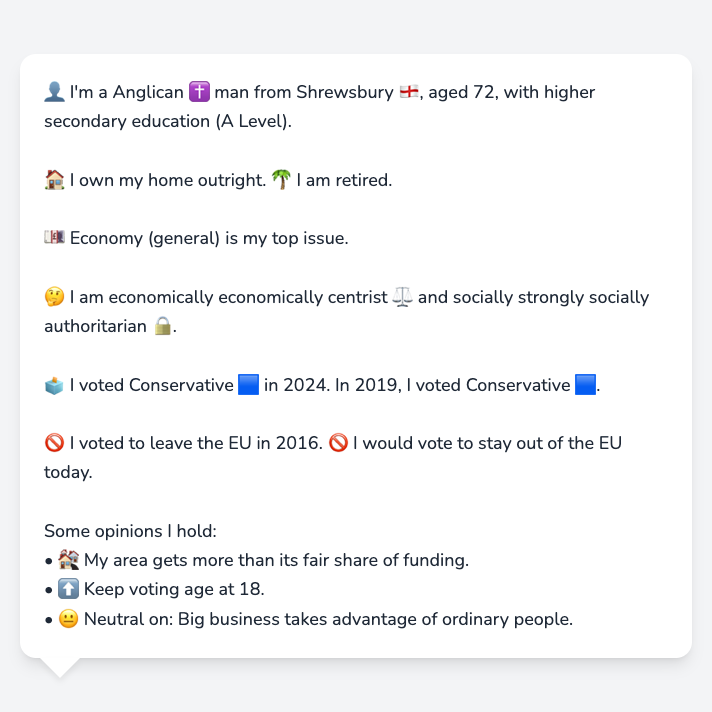 👤 I'm a Anglican ✝️ man from Shrewsbury 🏴󠁧󠁢󠁥󠁮󠁧󠁿, aged 72, with higher
secondary education (A Level).
🏠 I own my home outright. 🌴 I am retired.
💷 Economy (general) is my top issue.
🤔 I am economically economically centrist ⚖️ and socially strongly socially
authoritarian 🔒.
🗳️ I voted Conservative 🟦 in 2024. In 2019, I voted Conservative 🟦.
🚫 I voted to leave the EU in 2016. 🚫 I would vote to stay out of the EU
today.
Some opinions I hold:
• 🏚️ My area gets more than its fair share of funding.
• ⬆️ Keep voting age at 18.
• 😐 Neutral on: Big business takes advantage of ordinary people.